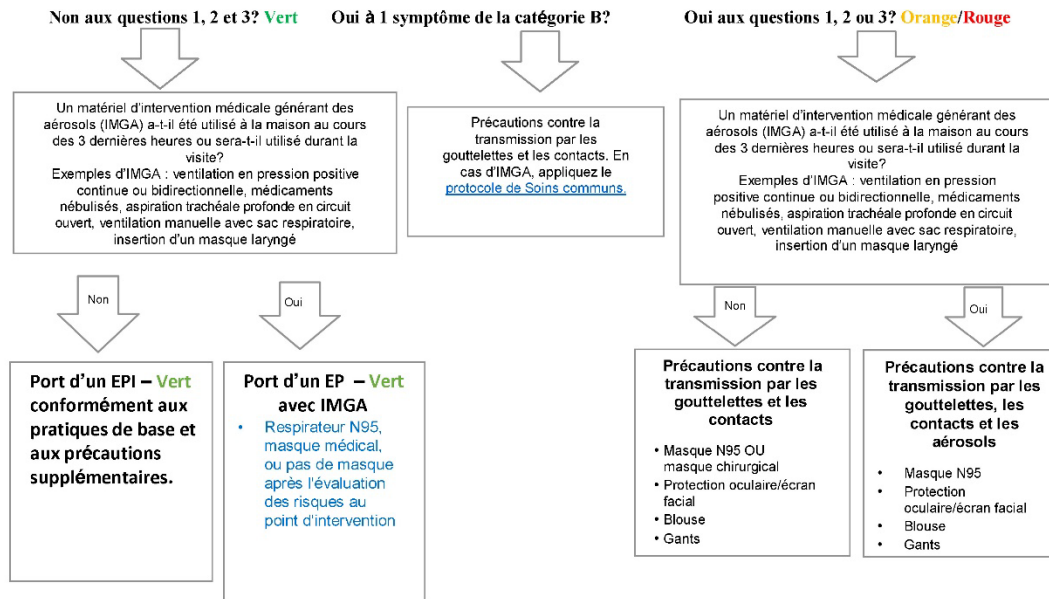 Non aux questions 1, 2 et 3? Vert
Oui à 1 symptôme de la catégorie B?
Oui aux questions 1, 2 ou 3? Orange/Rouge
Un matériel d'intervention médicale générant des
aérosols (IMGA) a-t-il été utilisé à la maison au cours
des 3 dernières heures ou sera-t-il utilisé durant la
visite?
Exemples d'IMGA : ventilation en pression positive
continue ou bidirectionnelle, médicaments
nébulisés, aspiration trachéale profonde en circuit
ouvert, ventilation manuelle avec sac respiratoire,
insertion d'un masque laryngé
Précautions contre la
transmission par les
gouttelettes et les contacts. En
cas d'IMGA, appliquez le
protocole de Soins communs.
Un matériel d'intervention médicale générant des
aérosols (IMGA) a-t-il été utilisé à la maison au cours
des 3 dernières heures ou sera-t-il utilisé durant la
visite?
Exemples d'IMGA : ventilation en pression
positive continue ou bidirectionnelle, médicaments
nébulisés, aspiration trachéale profonde en circuit
ouvert, ventilation manuelle avec sac respiratoire,
insertion d'un masque laryngé
Non
Oui
Non
Oui
Port d'un EPI – Vert
conformément aux
pratiques de base et
aux précautions
supplémentaires.
Port d'un EP – Vert
avec IMGA
• Respirateur N95,
masque médical,
ou pas de masque
après l'évaluation
des risques au
point d'intervention
Précautions contre la
transmission par les
gouttelettes et les
contacts
• Masque N95 OU
masque chirurgical
• Protection oculaire/écran
facial
• Blouse
• Gants
Précautions contre la
transmission par les
gouttelettes, les
contacts et les
aérosols
• Masque N95
• Protection
oculaire/écran facial
• Blouse
• Gants